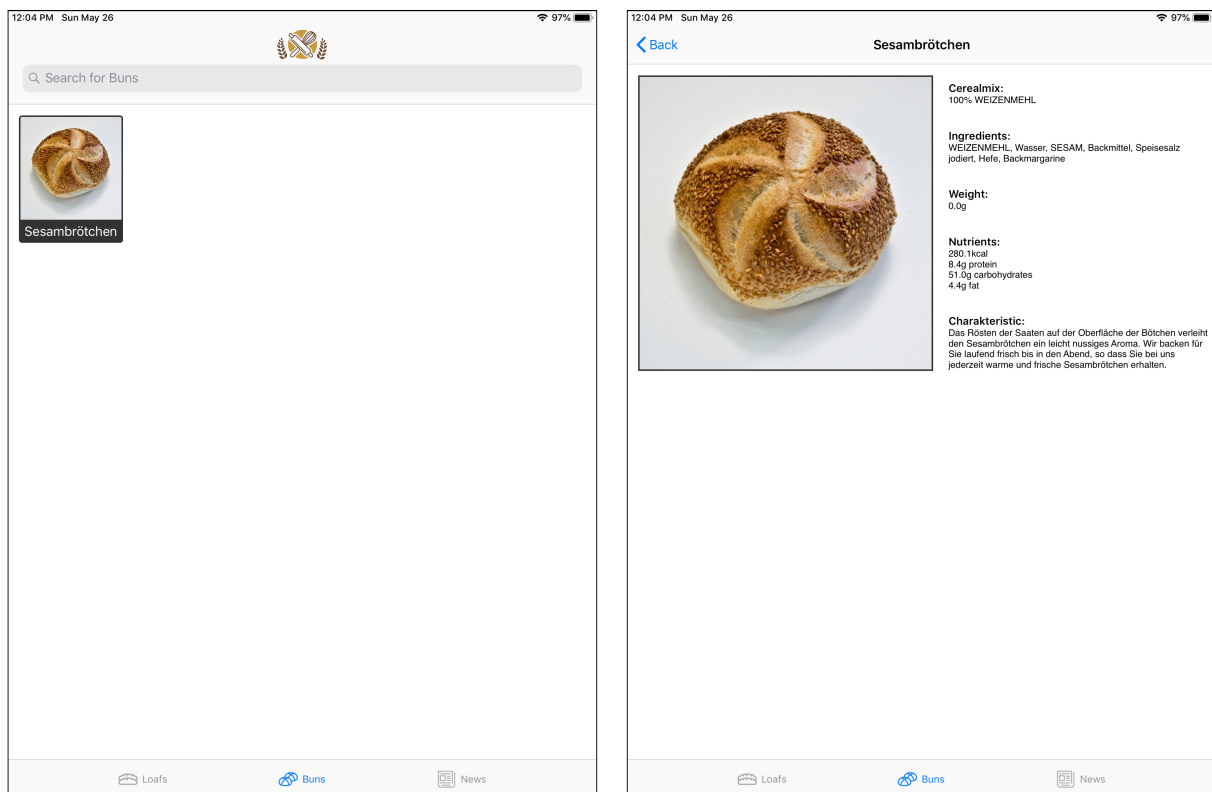 12:04 PM Sun May 26
97%
Search for Buns
Sesambrötchen
Loafs
Buns
News
12:04 PM Sun May 26
97%
Back
Sesambrötchen
Cerealmix:
100% WEIZENMEHL
Ingredients:
WEIZENMEHL, Wasser, SESAM, Backmittel, Speisesalz
jodiert, Hefe, Backmargarine
Weight:
0.0g
Nutrients:
280.1kcal
8.4g protein
51.0g carbohydrates
4.4g fat
Charakteristic:
Das Rösten der Saaten auf der Oberfläche der Bötchen verleiht
den Sesambrötchen ein leicht nussiges Aroma. Wir backen für
Sie laufend frisch bis in den Abend, so dass Sie bei uns
jederzeit warme und frische Sesambrötchen erhalten.
Loafs
Buns
News